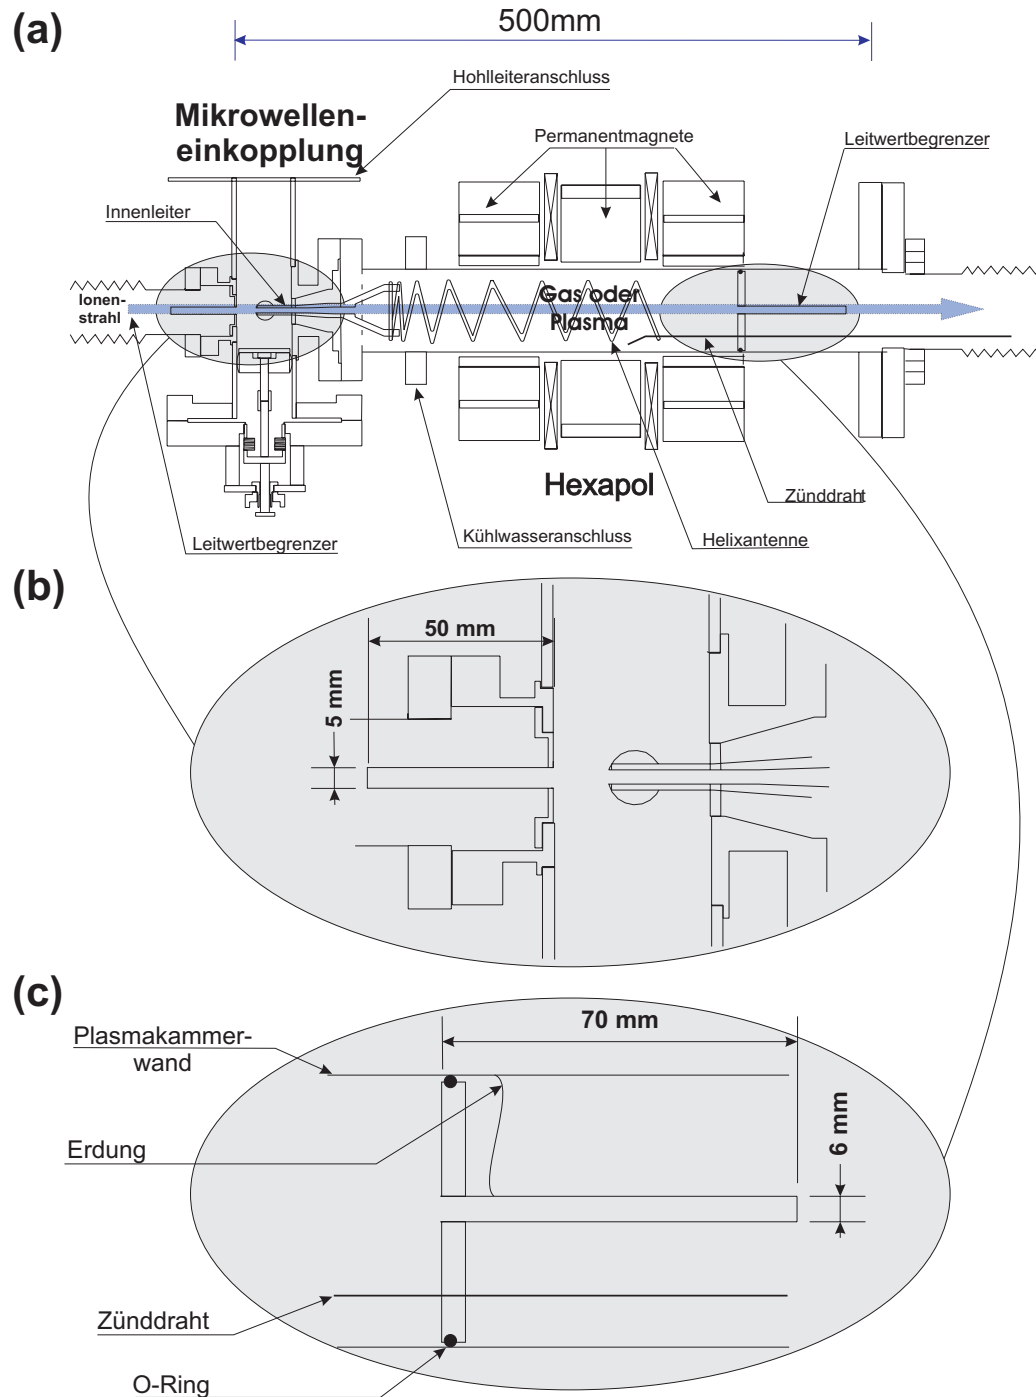 (a)
500mm
Hohlleiteranschluss
Mikrowellen-
einkopplung
Permanentmagnete
Leitwertbegrenzer
Innenleiter
Ionen-
strahl
Gas oder
Plasma
Hexapol
Zünddraht
Kühlwasseranschluss
Helixantenne
Leitwertbegrenzer
(b)
50 mm
5 mm
(c)
70 mm
Plasmakammer-
wand
6 mm
Erdung
Zünddraht
O-Ring